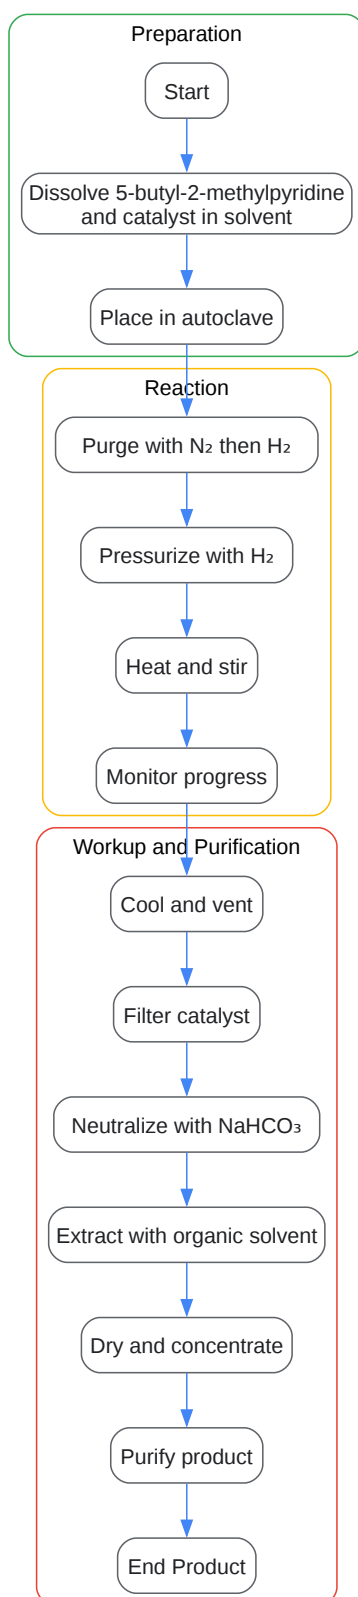 Preparation
Start
Dissolve 5-butyl-2-methylpyridine
and catalyst in solvent
Place in autoclave
Reaction
Purge with N₂ then H₂
Pressurize with H₂
Heat and stir
Monitor progress
Workup and Purification
Cool and vent
Filter catalyst
Neutralize with NaHCO₃
Extract with organic solvent
Dry and concentrate
Purify product
End Product